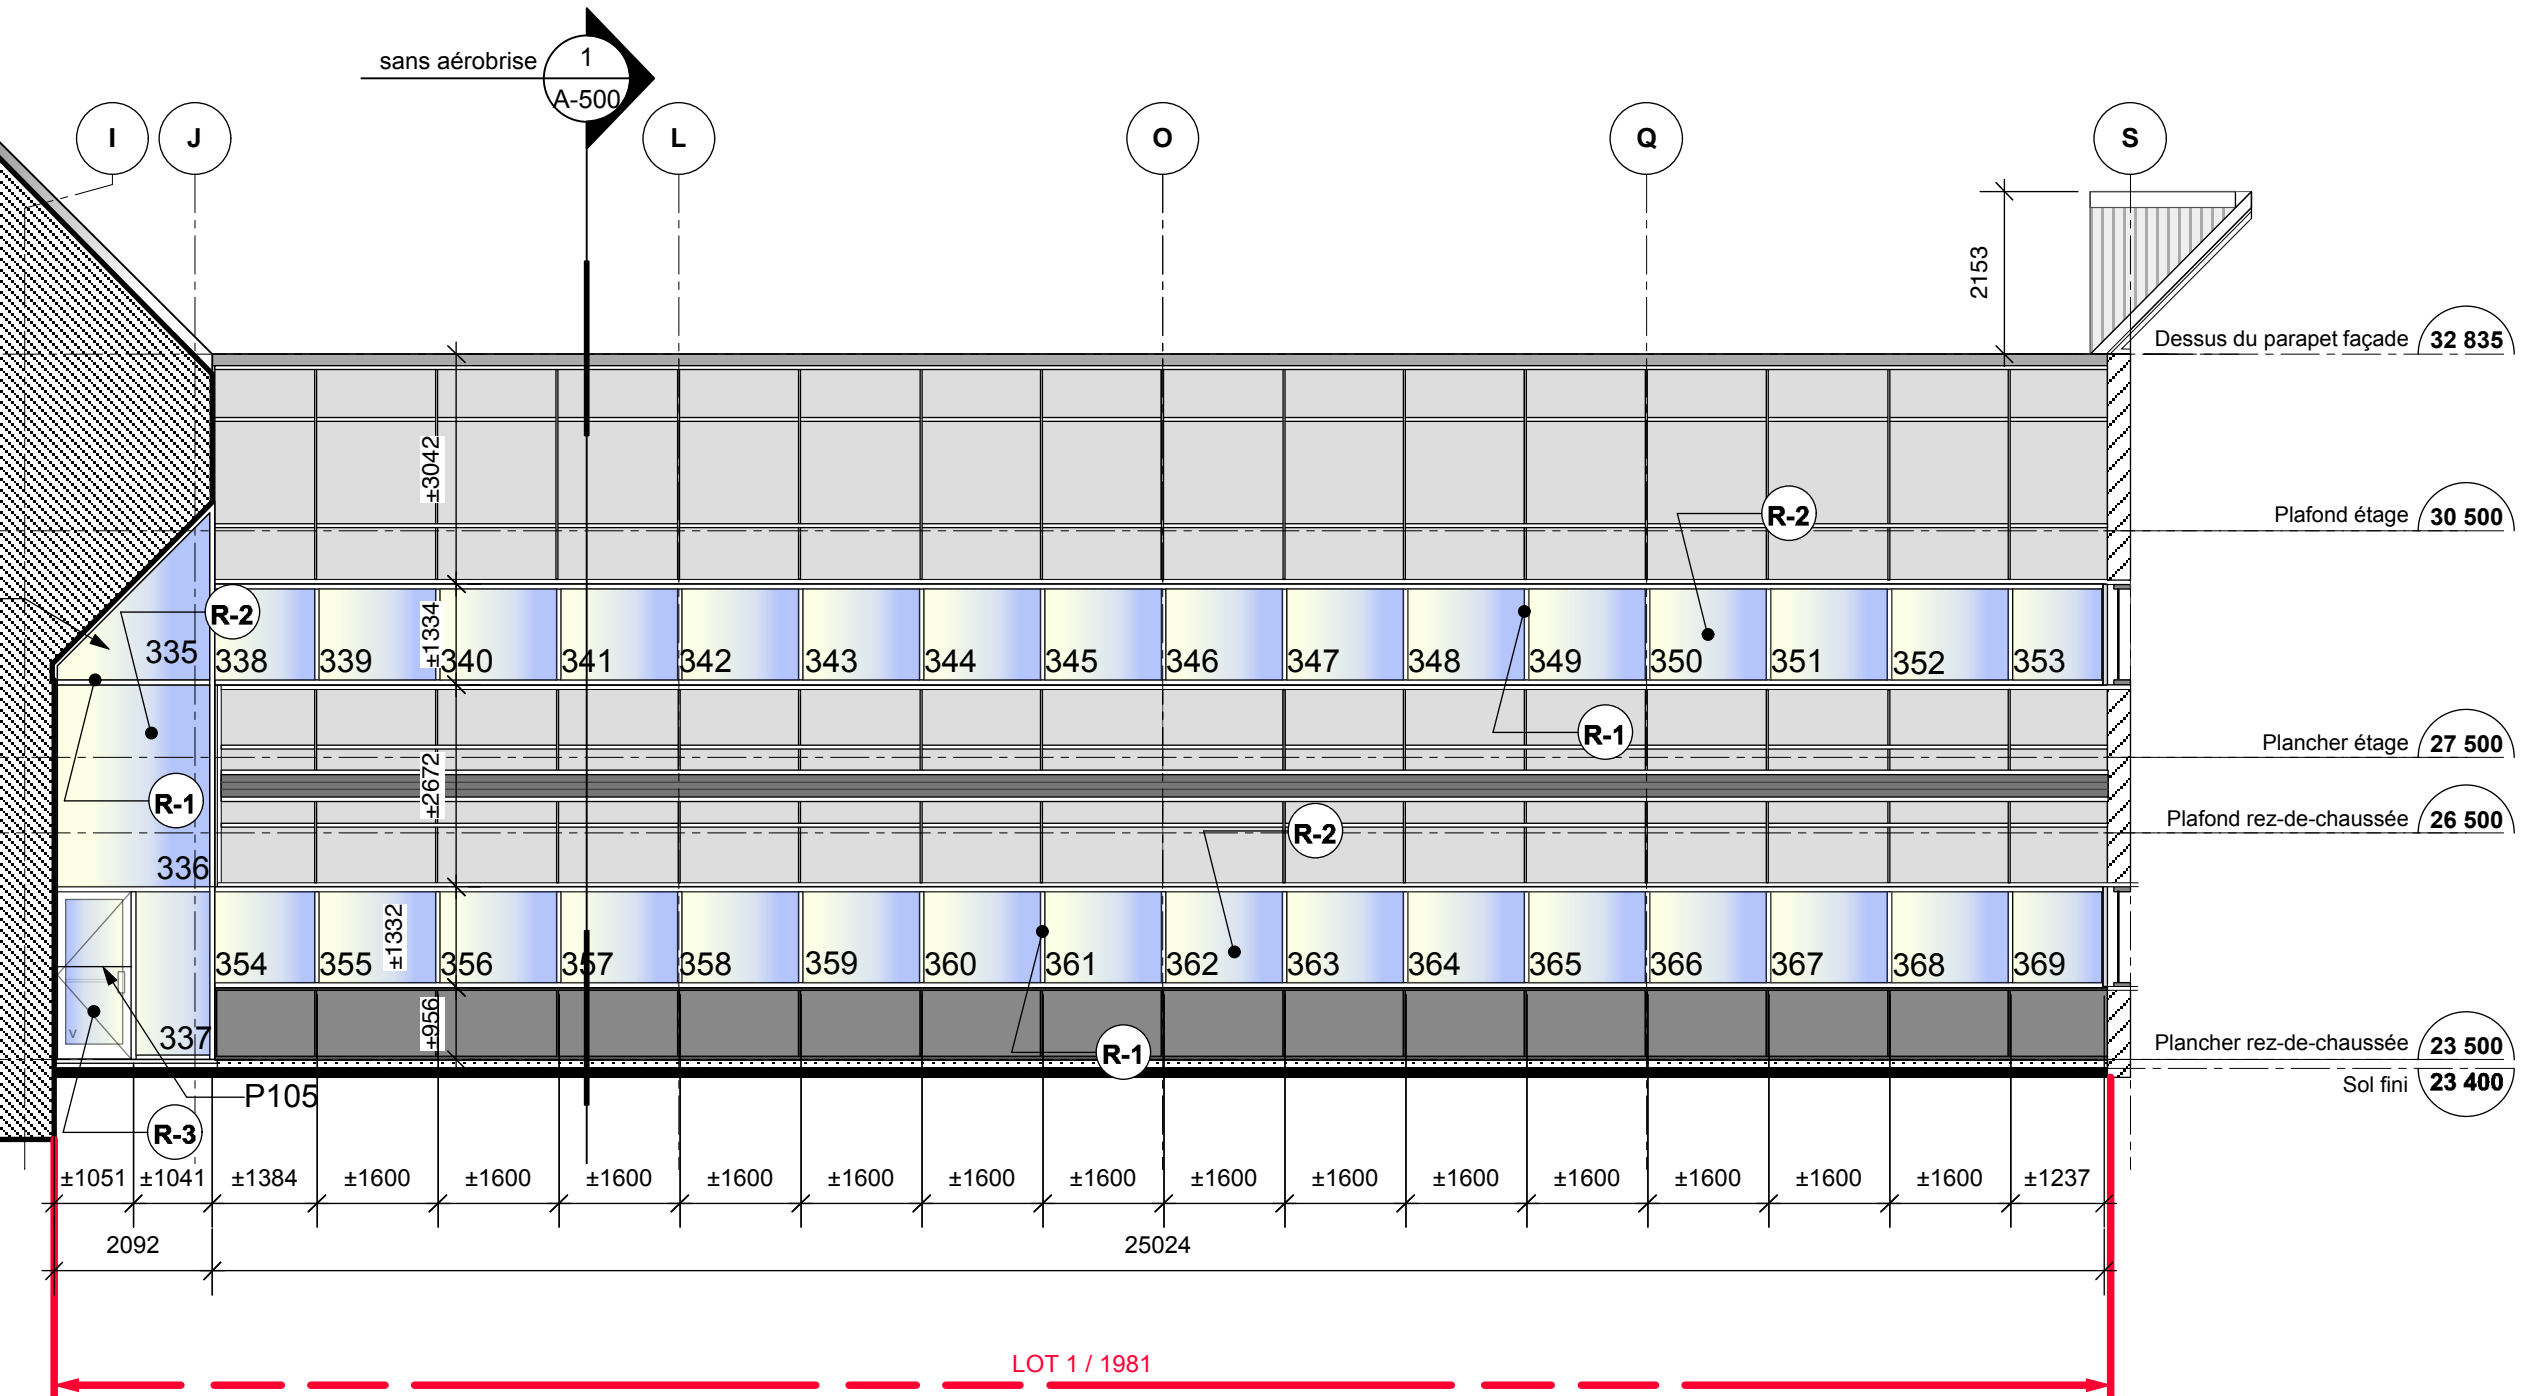 sans aérobrise
1
A-500
I J L O Q S
2153
Dessus du parapet façade 32 835
±3042
Plafond étage 30 500
R-2
R-2
±1334
335 338 339 340 341 342 343 344 345 346 347 348 349 350 351 352 353
R-1
Plancher étage 27 500
±2672
R-1
Plafond rez-de-chaussée 26 500
R-2
336
±1332
354 355 356 357 358 359 360 361 362 363 364 365 366 367 368 369
±956
V
337
R-1
Plancher rez-de-chaussée 23 500
Sol fini 23 400
P105
R-3
±1051 ±1041 ±1384 ±1600 ±1600 ±1600 ±1600 ±1600 ±1600 ±1600 ±1600 ±1600 ±1600 ±1600 ±1600 ±1600 ±1600 ±1237
2092 25024
LOT 1 / 1981